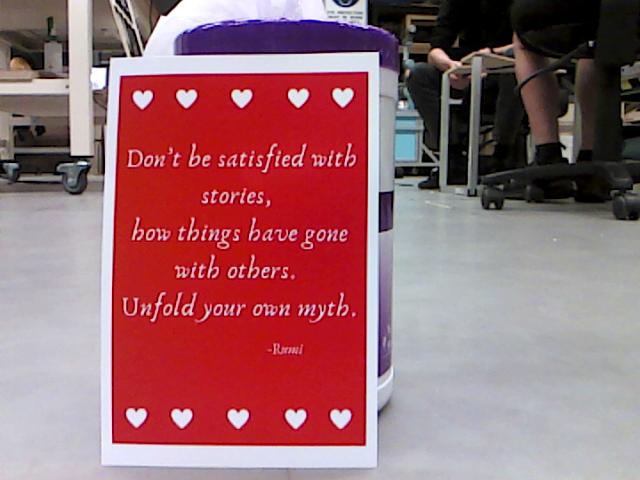 Don't be satisfied with
stories,
how things have gone
with others.
Unfold your own myth.
-Rumi